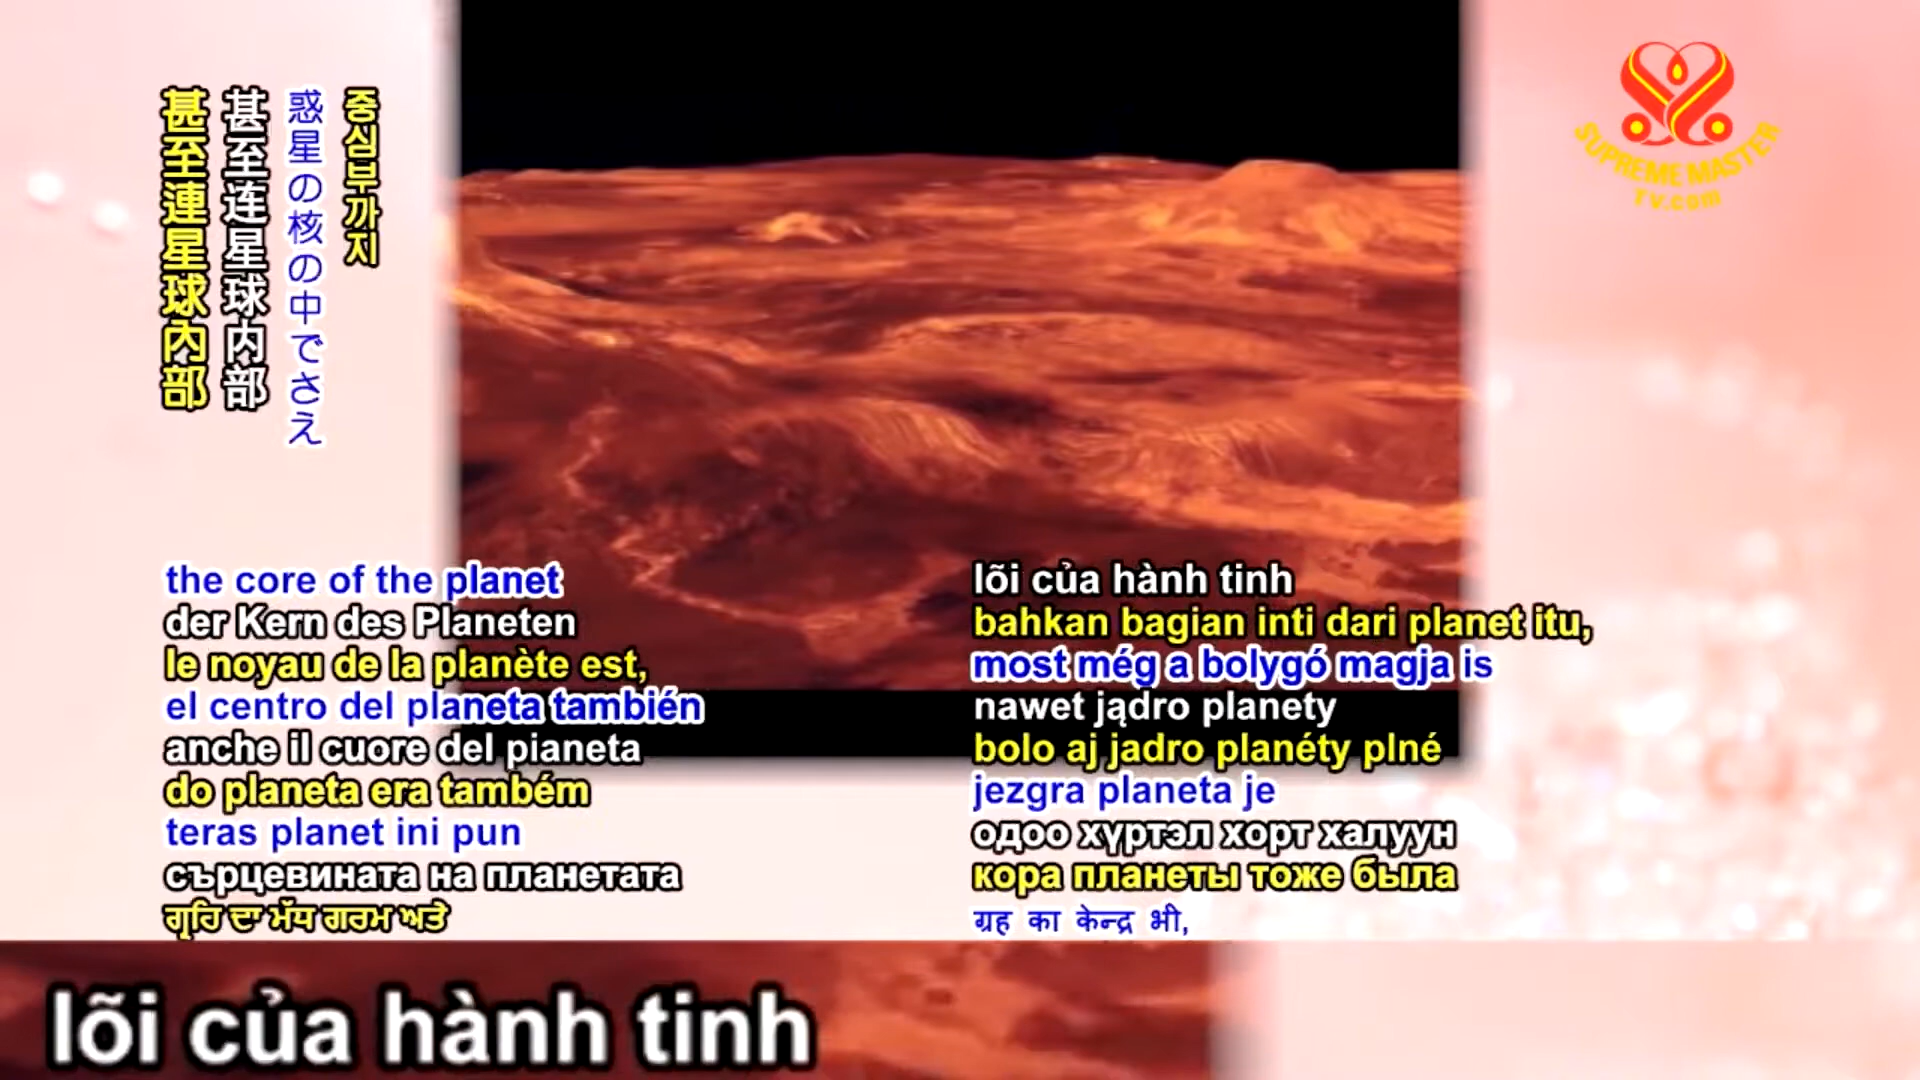 甚至連星球內部
甚至连星球内部
惑星の核の中でさえ
중심부까지
SUPREME MASTER
TV.com
the core of the planet
der Kern des Planeten
le noyau de la planète est,
el centro del planeta también
anche il cuore del pianeta
do planeta era também
teras planet ini pun
сърцевината на планетата
ਗ੍ਰਹਿ ਦਾ ਮੱਧ ਗਰਮ ਅਤੇ
lõi của hành tinh
bahkan bagian inti dari planet itu,
most még a bolygó magja is
nawet jądro planety
bolo aj jadro planéty plné
jezgra planeta je
одоо хүртэл хорт халуун
кора планеты тоже была
ग्रह का केन्द्र भी,
lõi của hành tinh